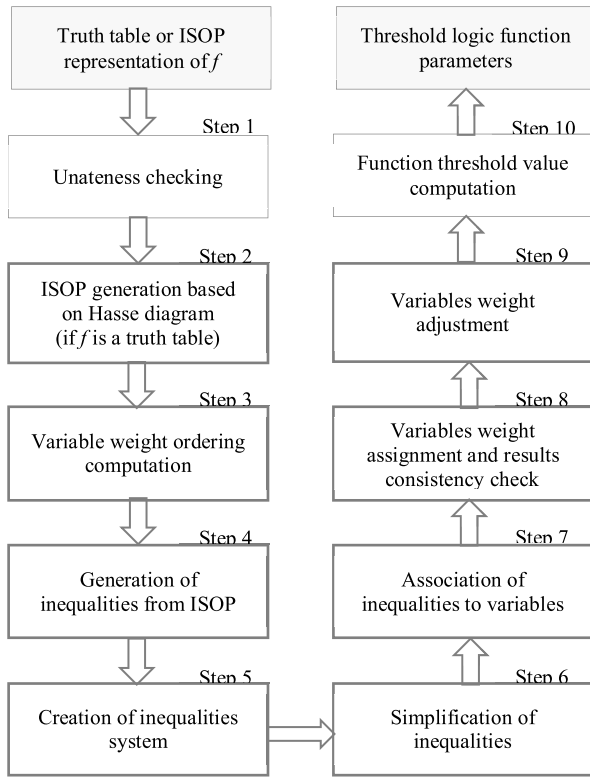 Truth table or ISOP
representation of f
Step 1
Unateness checking
Step 2
ISOP generation based
on Hasse diagram
(if f is a truth table)
Step 3
Variable weight ordering
computation
Step 4
Generation of
inequalities from ISOP
Step 5
Creation of inequalities
system
Threshold logic function
parameters
Step 10
Function threshold value
computation
Step 9
Variables weight
adjustment
Step 8
Variables weight
assignment and results
consistency check
Step 7
Association of
inequalities to variables
Step 6
Simplification of
inequalities